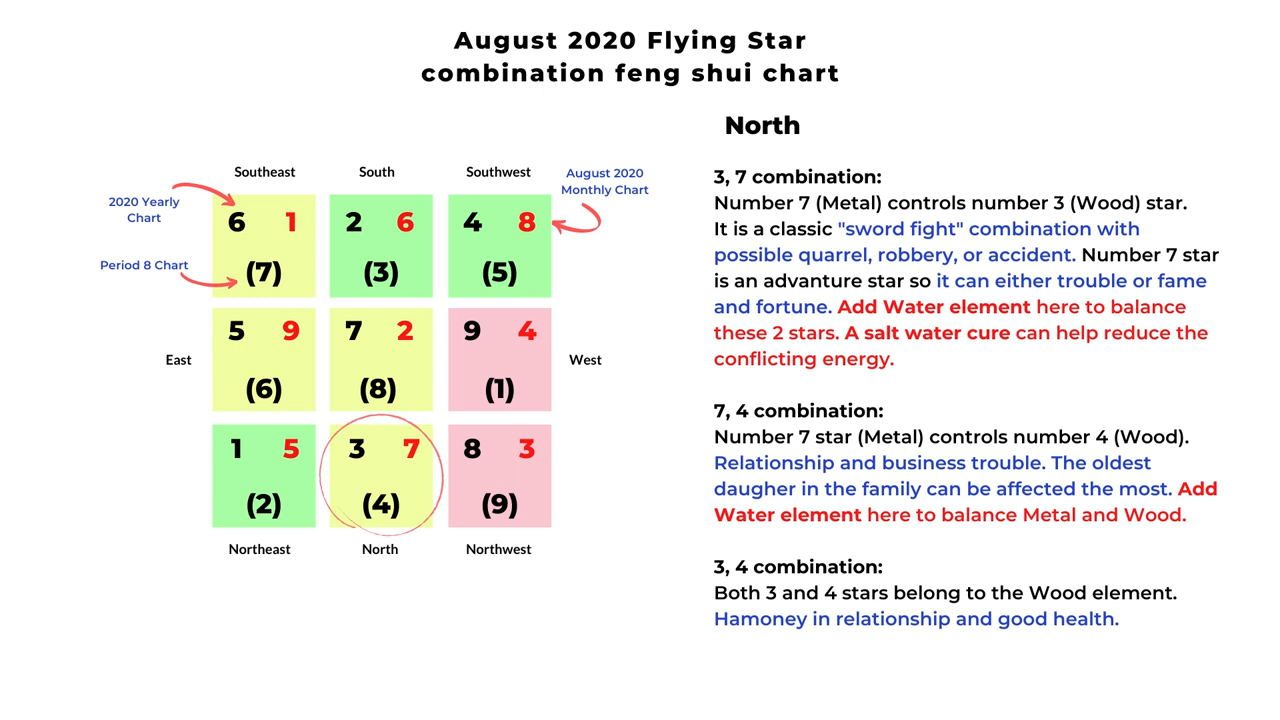 August 2020 Flying Star
combination feng shui chart
Southeast
South
Southwest
2020 Yearly
Chart
August 2020
Monthly Chart
Period 8 Chart
6 1
(7)
2 6
(3)
4 8
(5)
East
5 9
(6)
7 2
(8)
9 4
(1)
West
1 5
(2)
3 7
(4)
8 3
(9)
Northeast
North
Northwest
North
3, 7 combination:
Number 7 (Metal) controls number 3 (Wood) star.
It is a classic "sword fight" combination with
possible quarrel, robbery, or accident. Number 7 star
is an advanture star so it can either trouble or fame
and fortune. Add Water element here to balance
these 2 stars. A salt water cure can help reduce the
conflicting energy.
7, 4 combination:
Number 7 star (Metal) controls number 4 (Wood).
Relationship and business trouble. The oldest
daugher in the family can be affected the most. Add
Water element here to balance Metal and Wood.
3, 4 combination:
Both 3 and 4 stars belong to the Wood element.
Hamoney in relationship and good health.